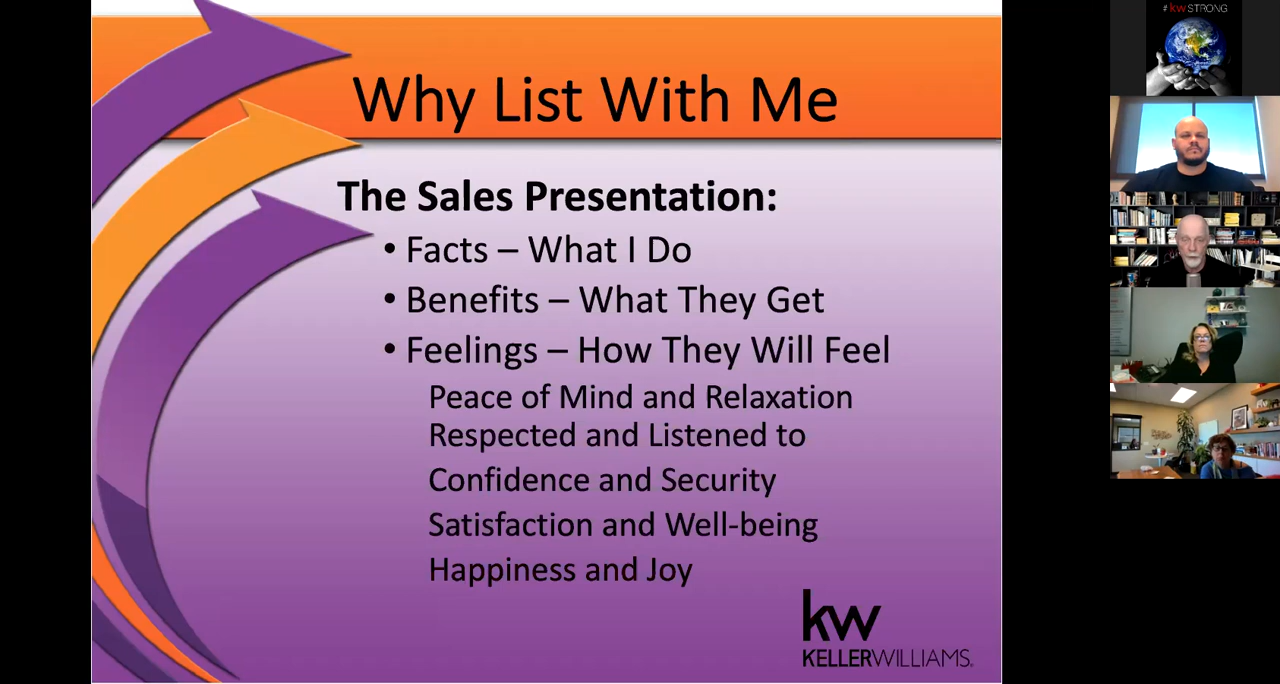 Why List With Me
The Sales Presentation:
• Facts – What I Do
• Benefits – What They Get
• Feelings – How They Will Feel
Peace of Mind and Relaxation
Respected and Listened to
Confidence and Security
Satisfaction and Well-being
Happiness and Joy
kw
KELLERWILLIAMS.
#kwSTRONG